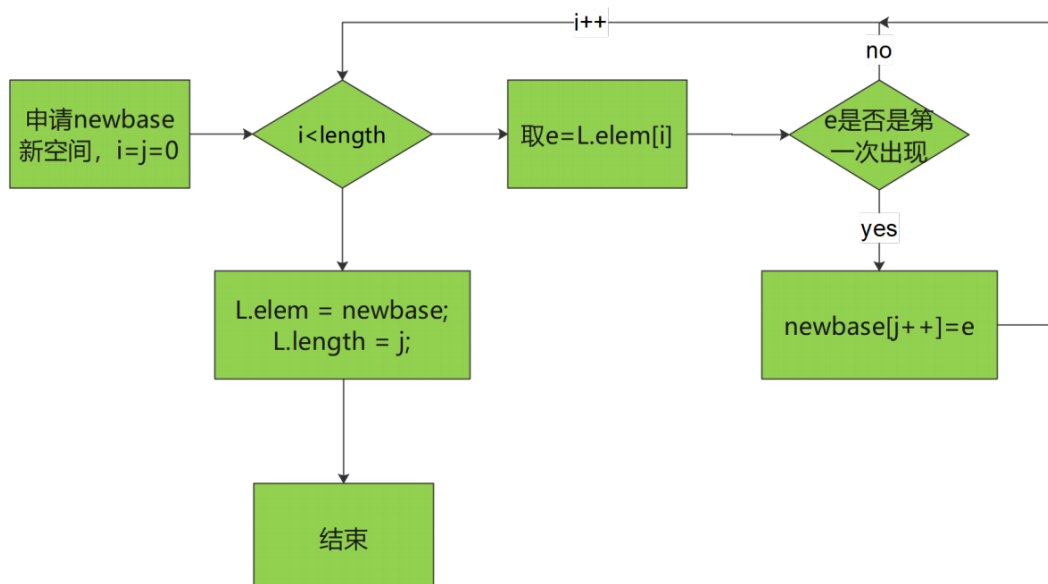 i++
no
申请newbase
新空间，i=j=0
i<length
取e=L.elem[i]
e是否是第
一次出现
yes
L.elem = newbase;
L.length = j;
newbase[j++]=e
结束